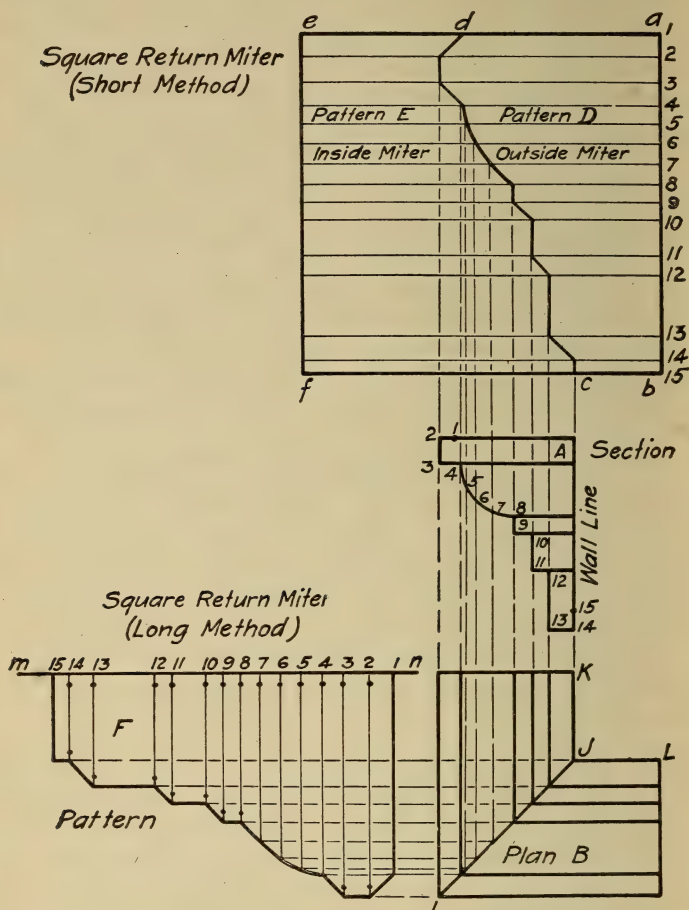 e d a
Square Return Miter
(Short Method)
1
2
3
4
5
6
7
8
9
10
11
12
13
14
15
Pattern E Pattern D
Inside Miter Outside Miter
f c b
2 1
3 A Section
4
5
6
7 8
9
10
11
12
15
13 14
Wall Line
Square Return Miter
(Long Method)
m 15 14 13 12 11 10 9 8 7 6 5 4 3 2 1 n
K
F
J L
Pattern
Plan B